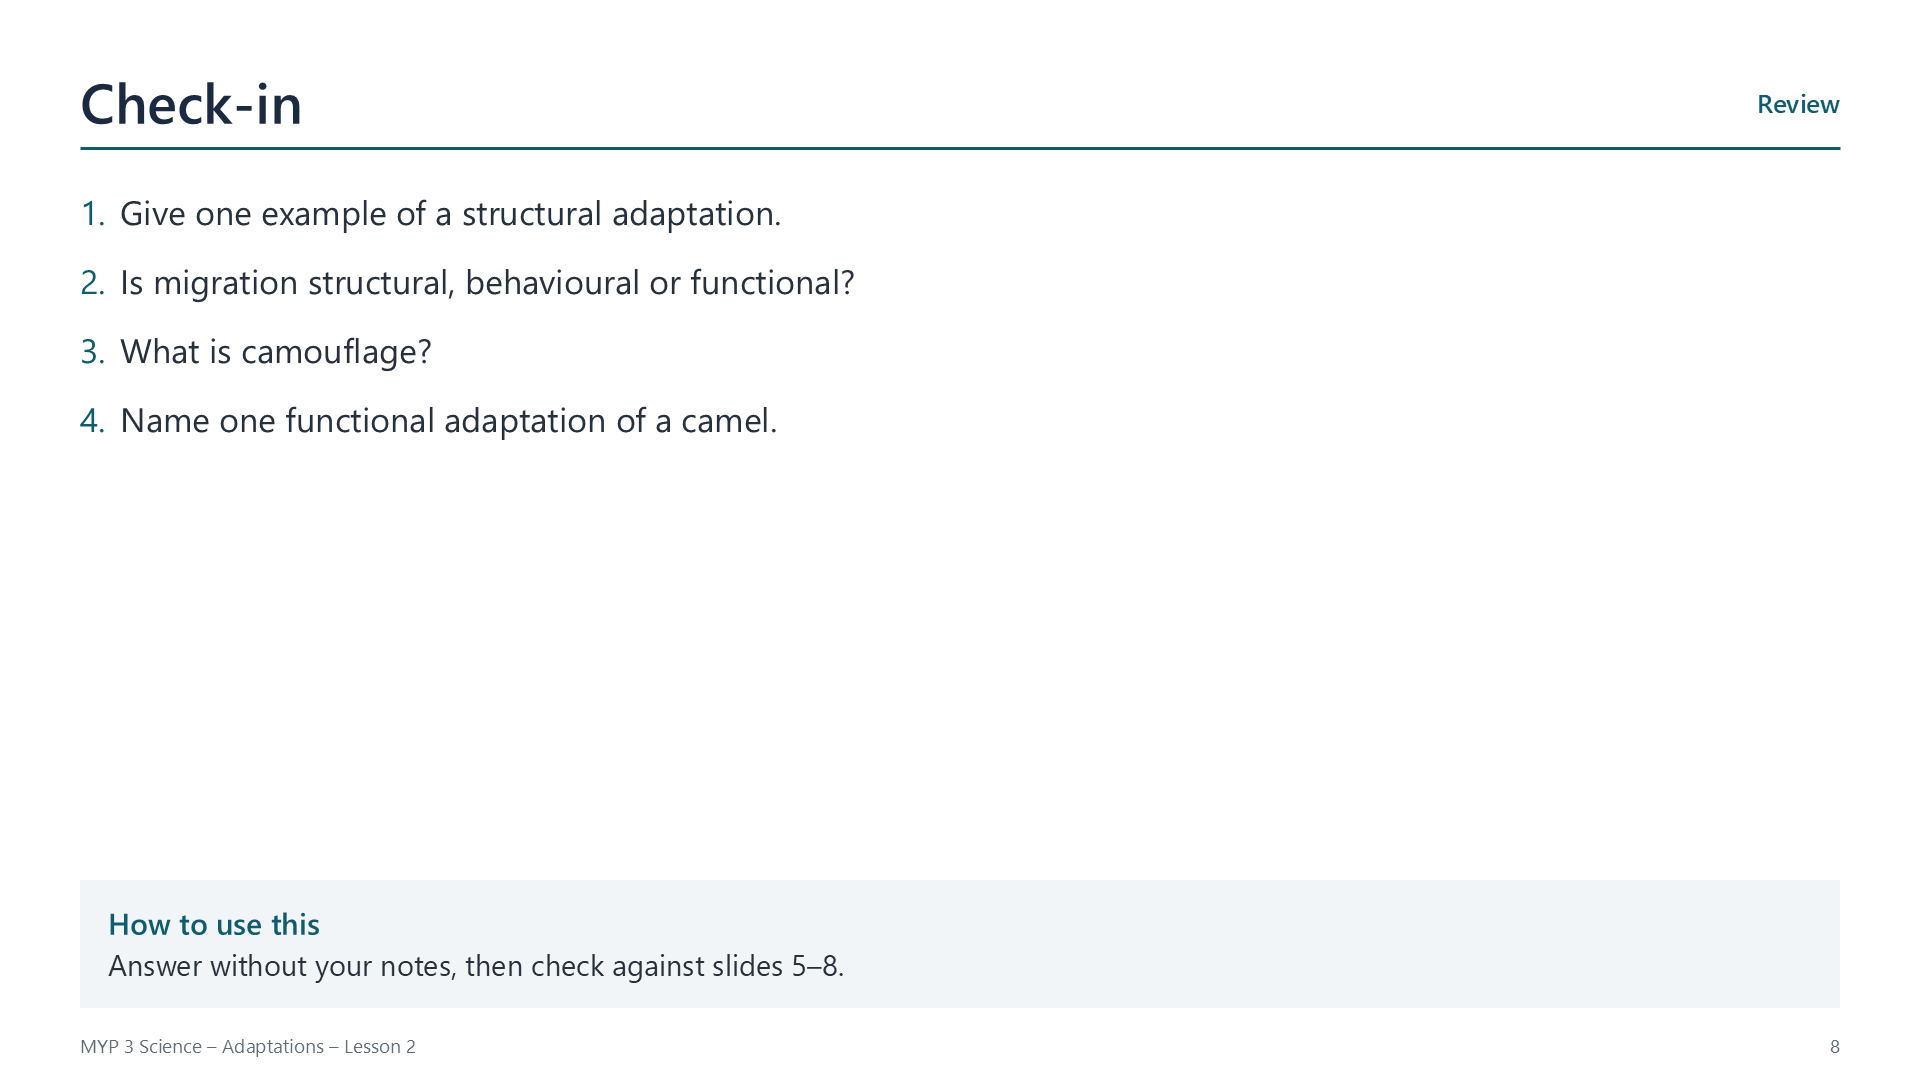 Check-in
Review
1. Give one example of a structural adaptation.
2. Is migration structural, behavioural or functional?
3. What is camouflage?
4. Name one functional adaptation of a camel.
How to use this
Answer without your notes, then check against slides 5–8.
MYP 3 Science – Adaptations – Lesson 2
8